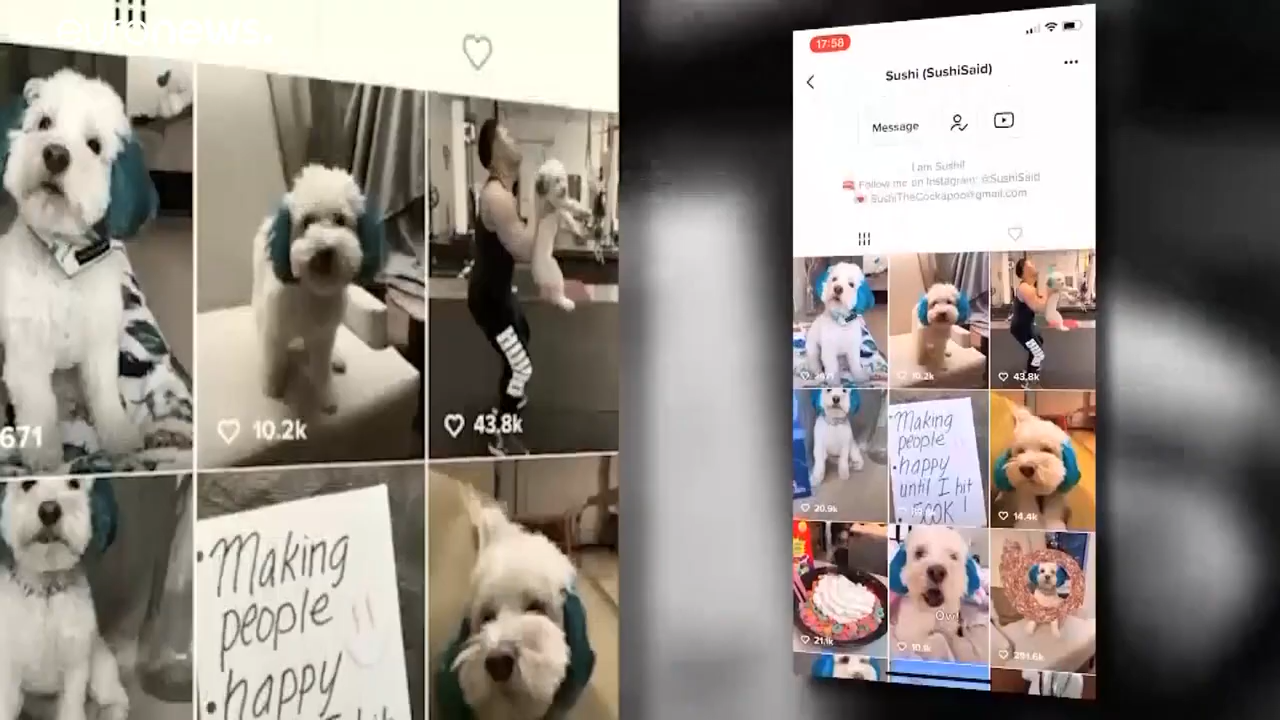 euronews.
671
10.2k
43.8k
• Making
people
• happy
17:58
Sushi (SushiSaid)
Message
I am Sushi!
Follow me on Instagram: @SushiSaid
SushiTheCockapoo@gmail.com
10.2k
43.8k
20.9k
• Making
people
• happy
until I hit
• 500K
14.4k
21.1k
Ow!